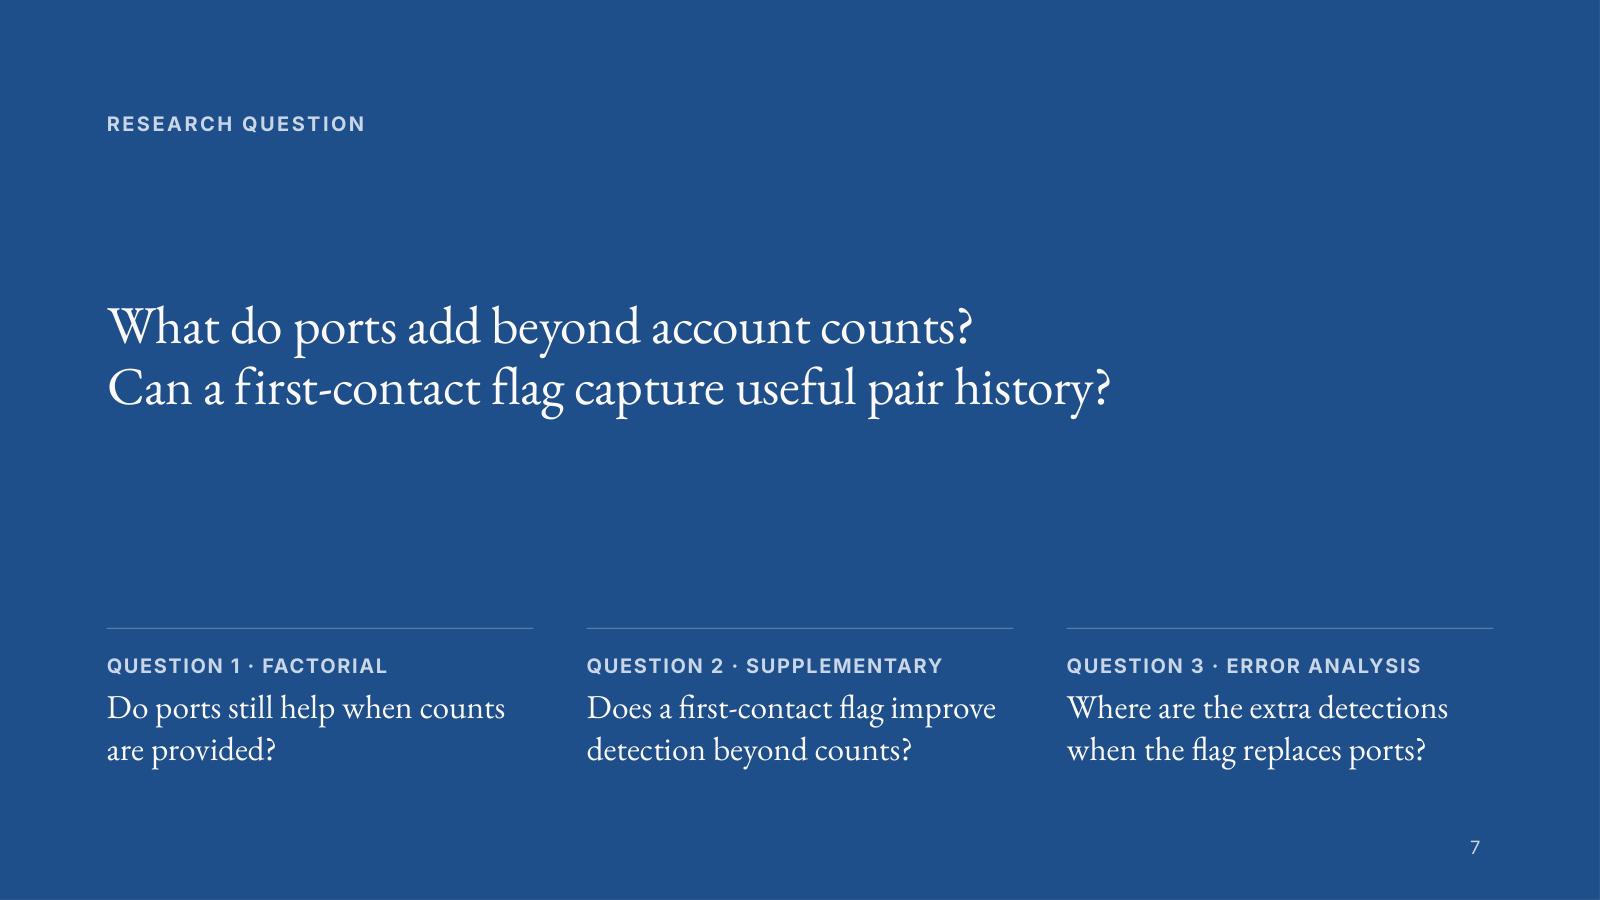 RESEARCH QUESTION
What do ports add beyond account counts?
Can a first-contact flag capture useful pair history?
QUESTION 1 · FACTORIAL
Do ports still help when counts
are provided?
QUESTION 2 · SUPPLEMENTARY
Does a first-contact flag improve
detection beyond counts?
QUESTION 3 · ERROR ANALYSIS
Where are the extra detections
when the flag replaces ports?
7